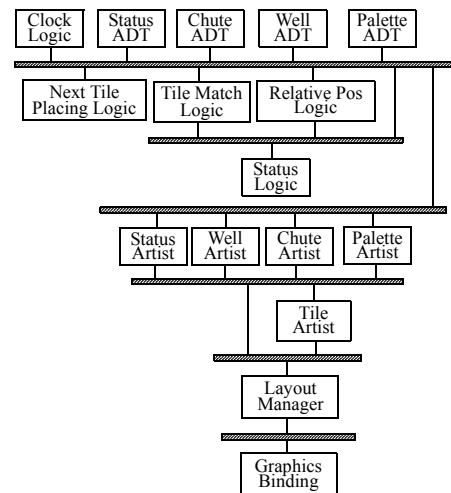 Clock
Logic
Status
ADT
Chute
ADT
Well
ADT
Palette
ADT
Next Tile
Placing Logic
Tile Match
Logic
Relative Pos
Logic
Status
Logic
Status
Artist
Well
Artist
Chute
Artist
Palette
Artist
Tile
Artist
Layout
Manager
Graphics
Binding